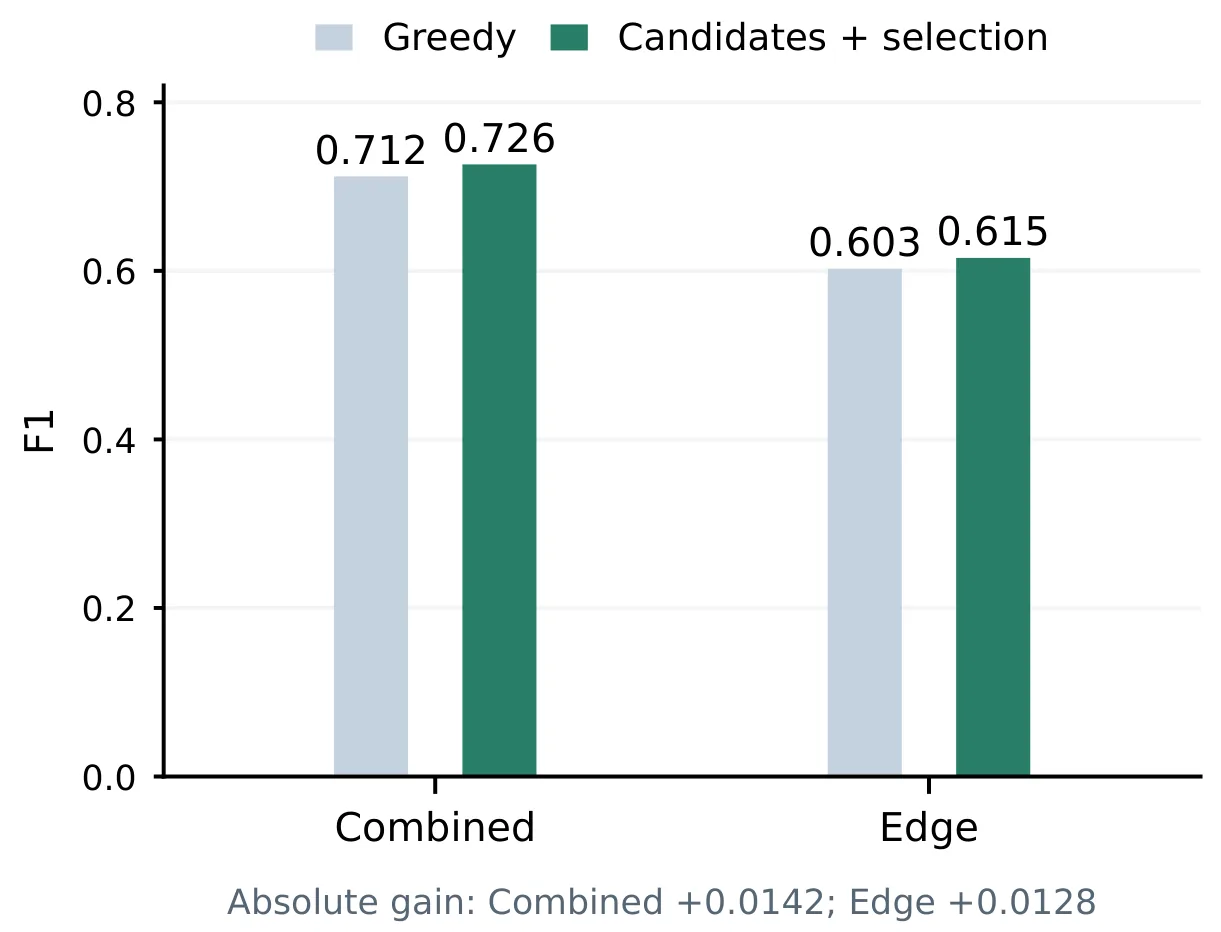 Greedy Candidates + selection
0.8
0.712 0.726
0.603 0.615
0.6
F1
0.4
0.2
0.0
Combined Edge
Absolute gain: Combined +0.0142; Edge +0.0128